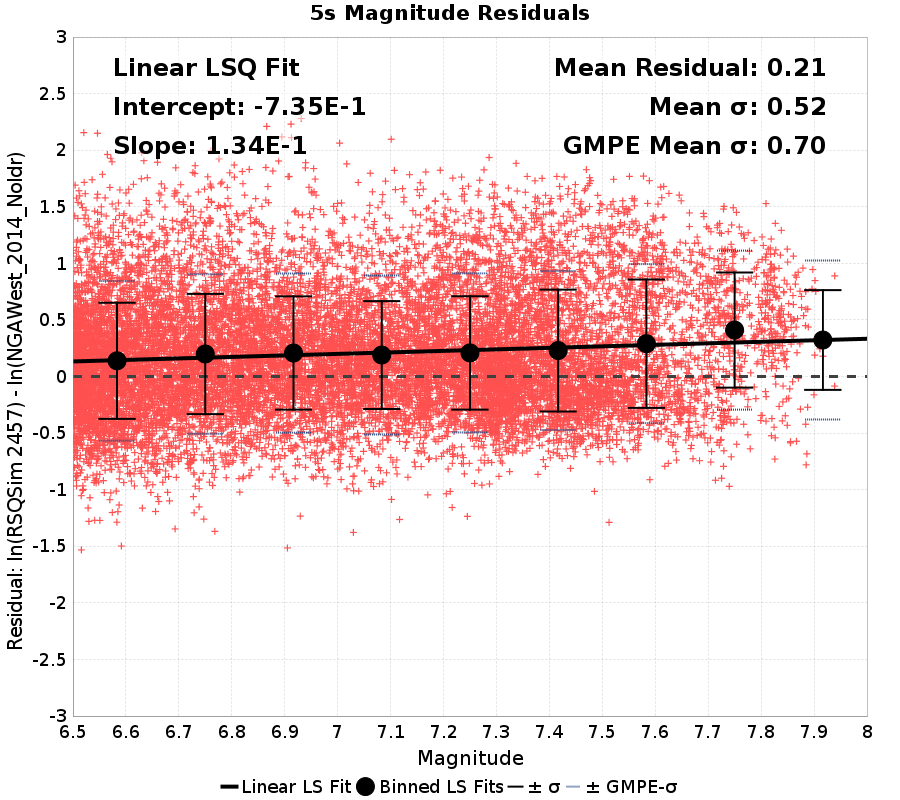 5s Magnitude Residuals
Linear LSQ Fit
Intercept: -7.35E-1
Slope: 1.34E-1
Mean Residual: 0.21
Mean σ: 0.52
GMPE Mean σ: 0.70
Residual: ln(RSQSim 2457) - ln(NGAWest_2014_NoIdr)
3
2.5
2
1.5
1
0.5
0
-0.5
-1
-1.5
-2
-2.5
-3
6.5 6.6 6.7 6.8 6.9 7 7.1 7.2 7.3 7.4 7.5 7.6 7.7 7.8 7.9 8
Magnitude
Linear LS Fit Binned LS Fits ± σ ± GMPE-σ